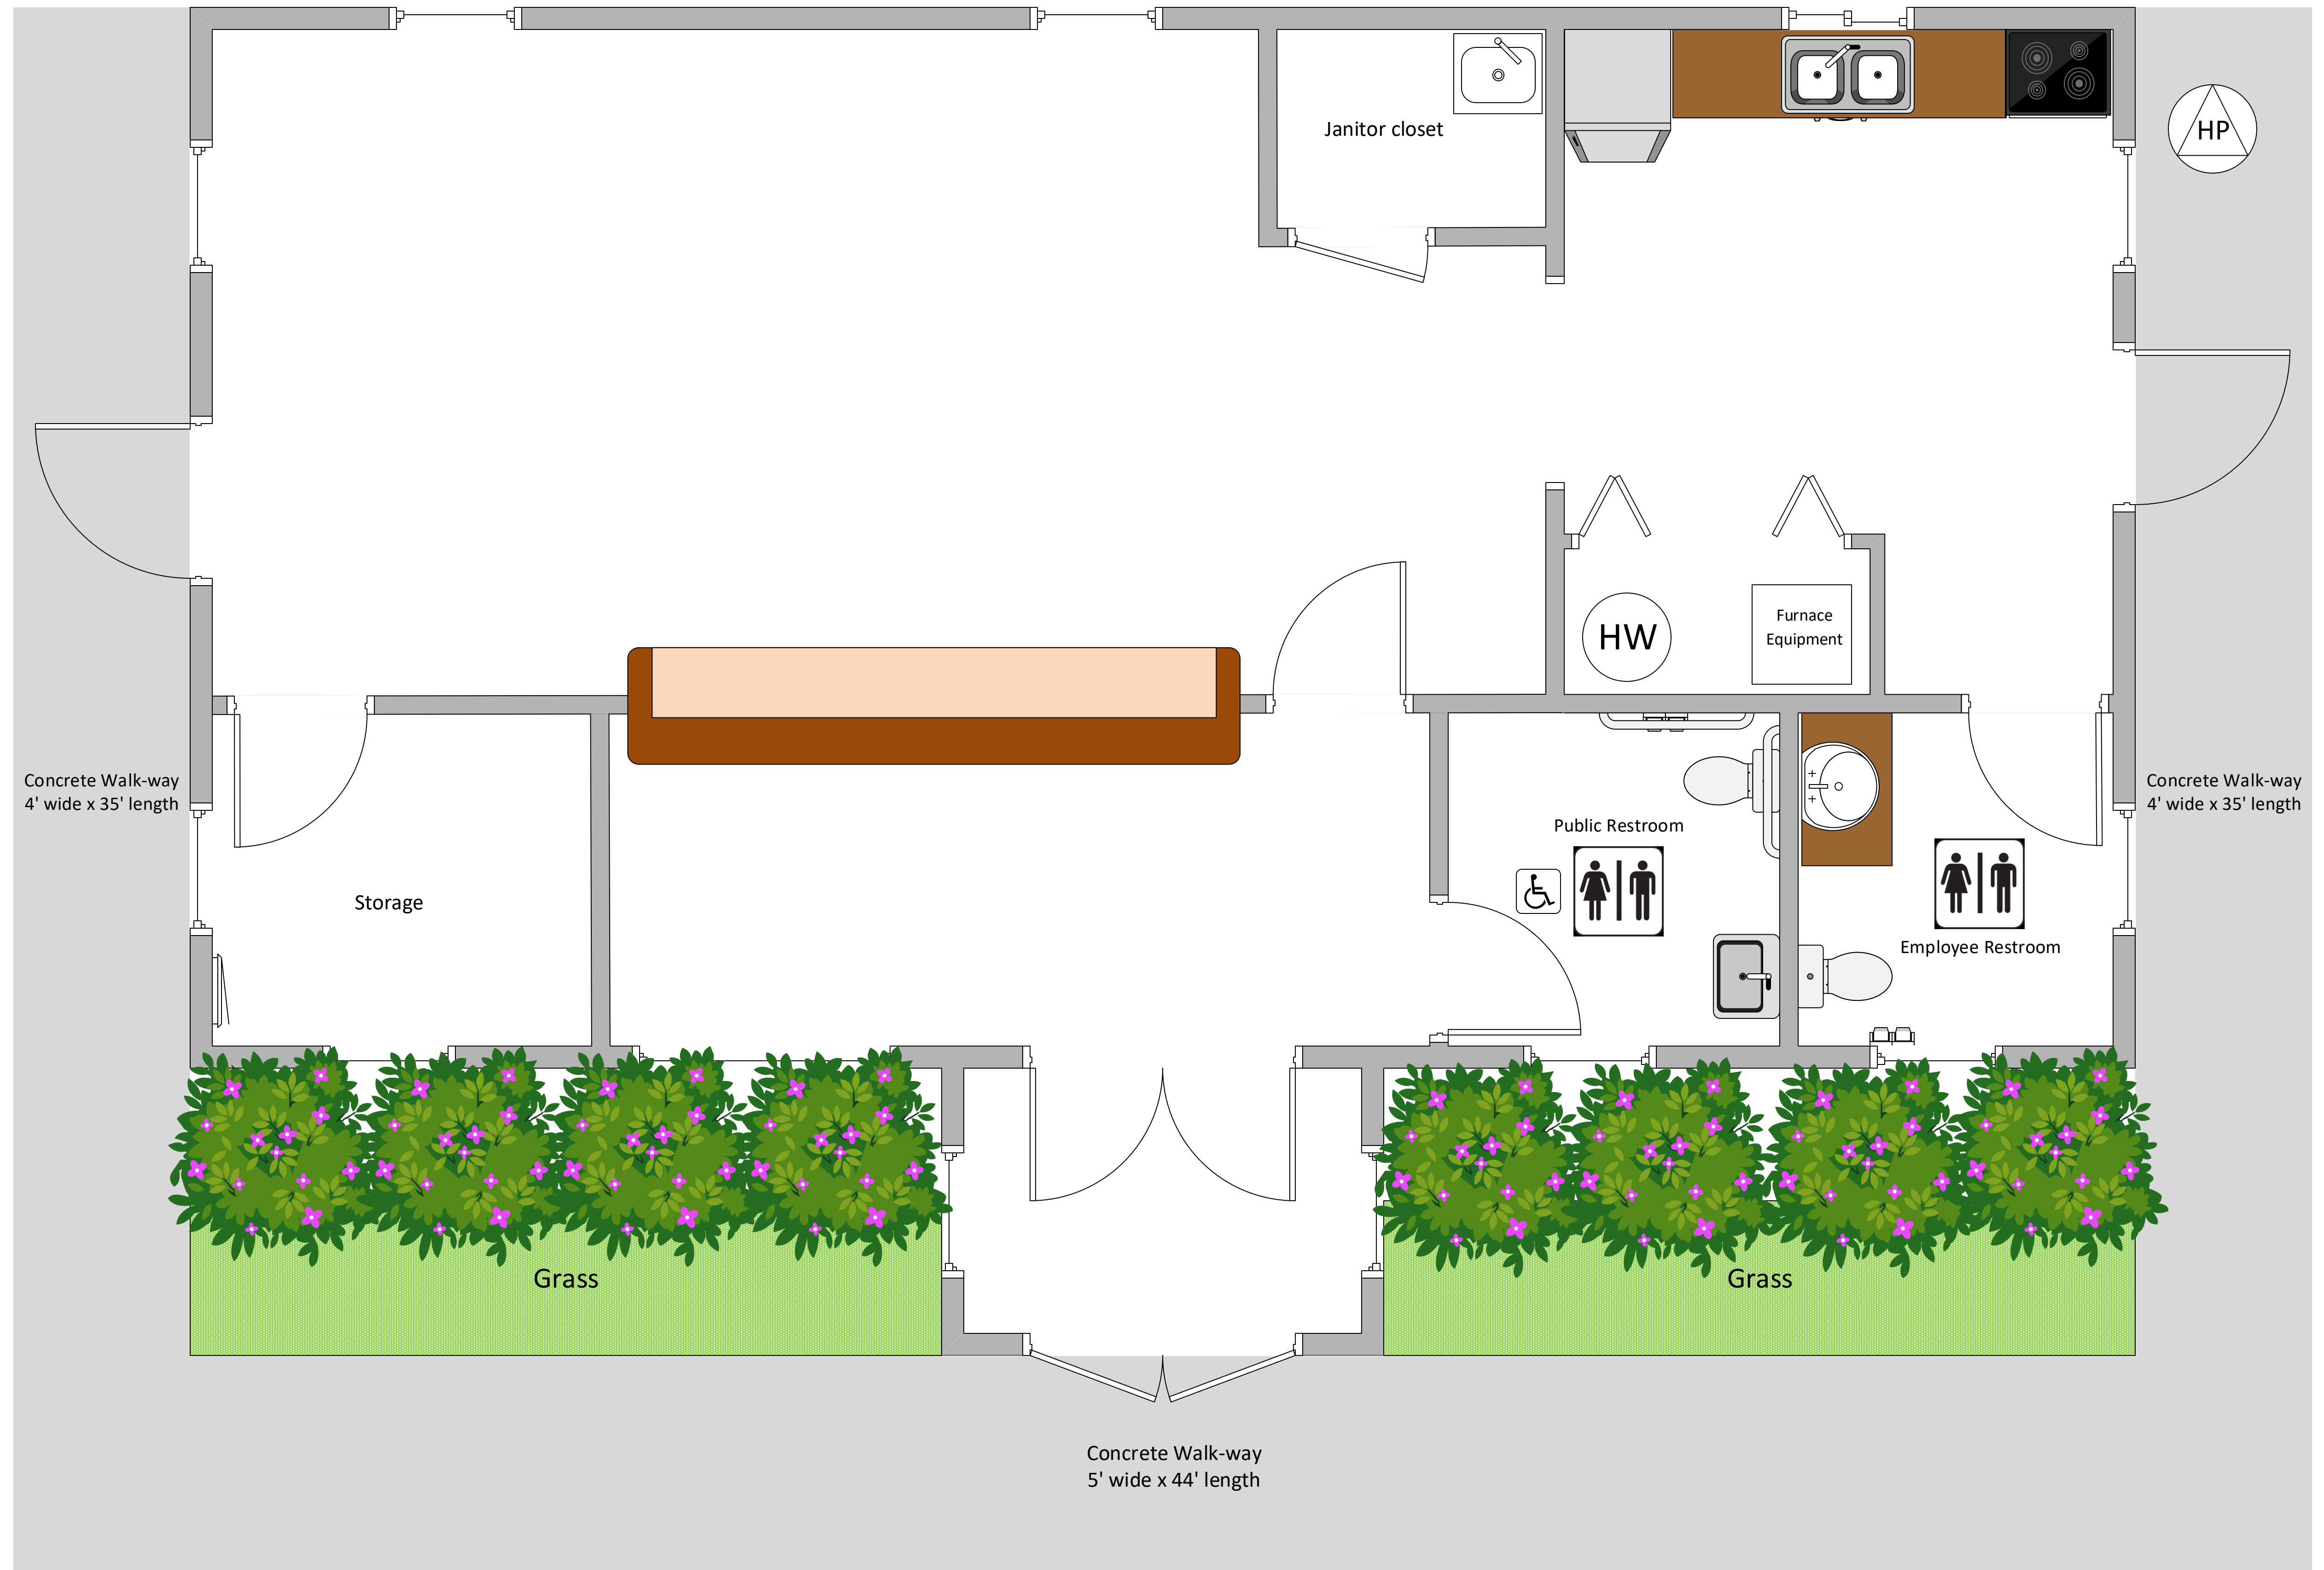 Janitor closet
HP
HW
Furnace
Equipment
Concrete Walk-way
4' wide x 35' length
Concrete Walk-way
4' wide x 35' length
Public Restroom
Storage
Employee Restroom
Grass
Grass
Concrete Walk-way
5' wide x 44' length